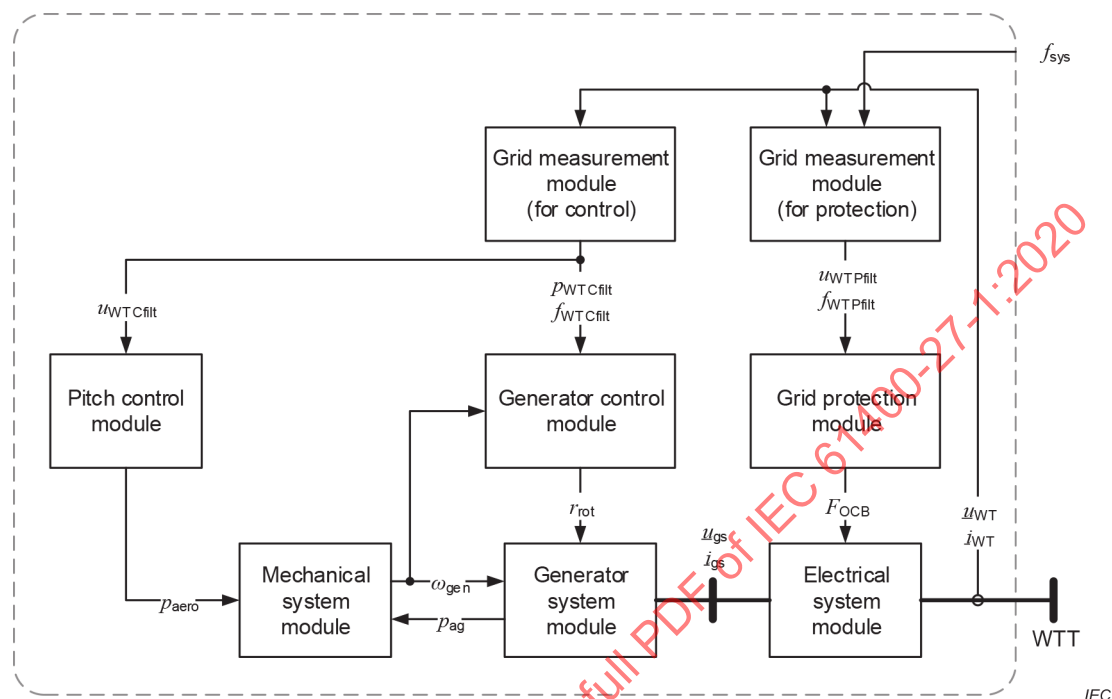 fsys
Grid measurement
module
(for control)
Grid measurement
module
(for protection)
uWTCfilt
pWTCfilt
fWTCfilt
uWTPfilt
fWTPfilt
Pitch control
module
Generator control
module
Grid protection
module
rrot
FOCB
uWT
iWT
ugs
igs
Mechanical
system
module
ωgen
Generator
system
module
Electrical
system
module
paero
pag
WTT
full PDF of IEC 61400-27-1:2020
IEC